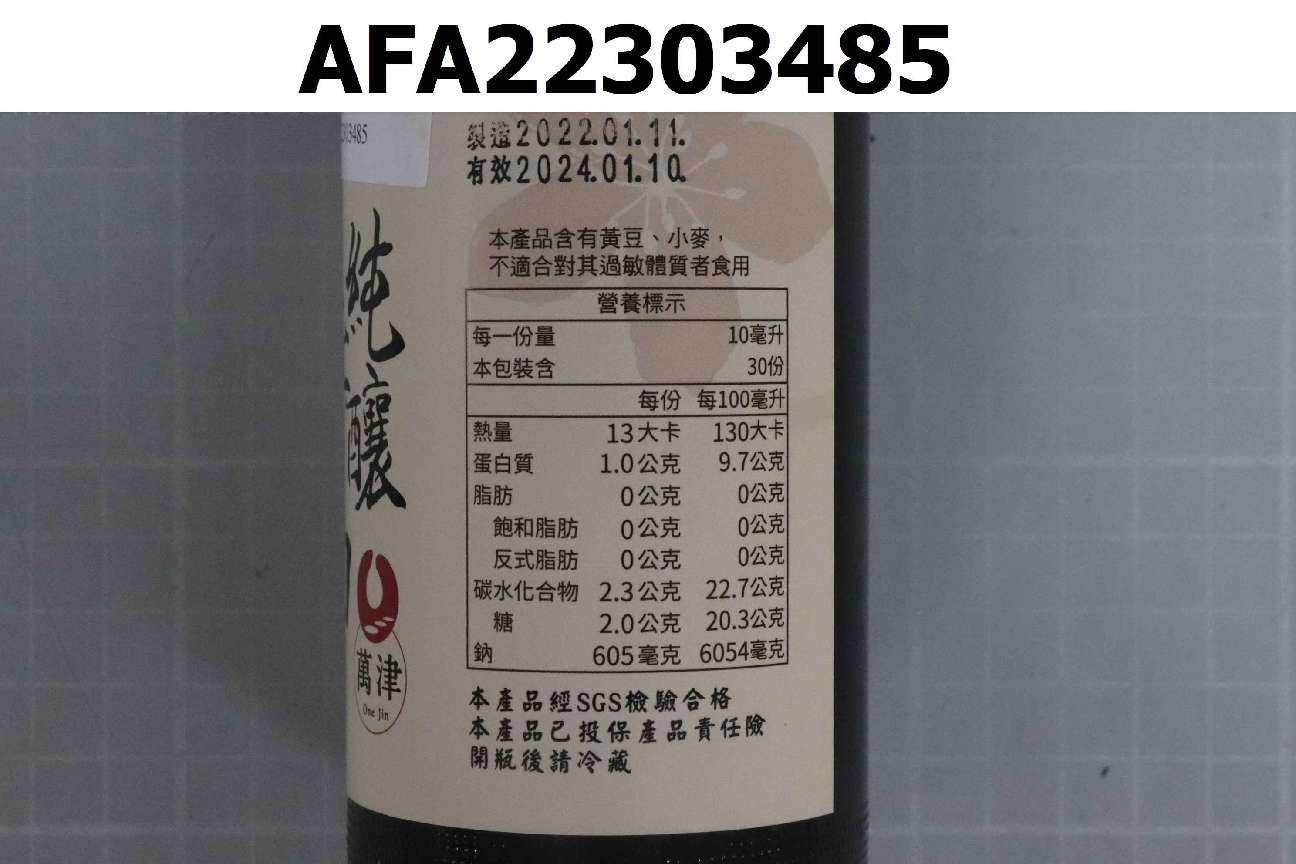 AFA22303485
303485
製造2022.01.11.
有效2024.01.10.
純釀
本產品含有黃豆、小麥，
不適合對其過敏體質者食用
營養標示
每一份量 10毫升
本包裝含 30份
每份 每100毫升
熱量 13大卡 130大卡
蛋白質 1.0公克 9.7公克
脂肪 0公克 0公克
飽和脂肪 0公克 0公克
反式脂肪 0公克 0公克
碳水化合物 2.3公克 22.7公克
糖 2.0公克 20.3公克
鈉 605毫克 6054毫克
萬津
One Jin
本產品經SGS檢驗合格
本產品已投保產品責任險
開瓶後請冷藏